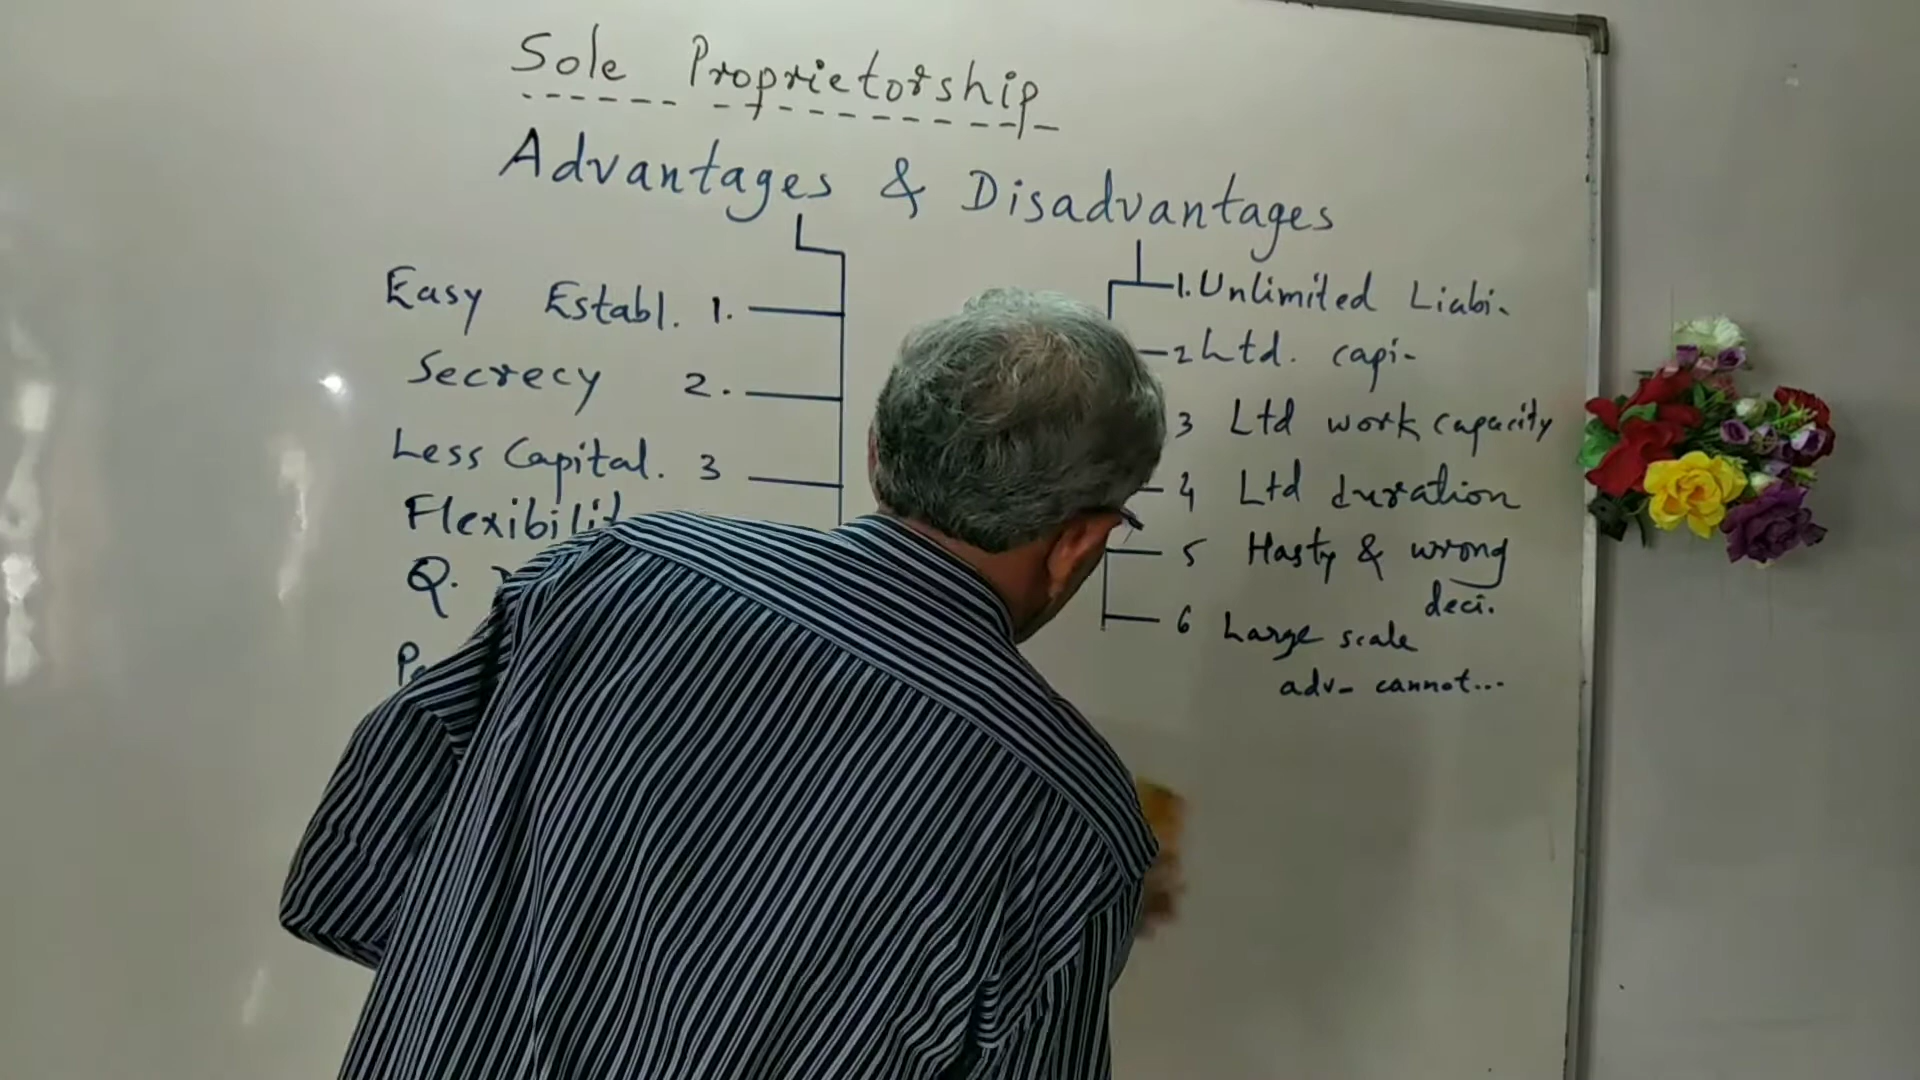 Sole Proprietorship
Advantages & Disadvantages
Easy Establ. 1.
Secrecy 2.
Less Capital. 3
Q.
1. Unlimited Liabi.
2 Ltd. capi-
3 Ltd work capacity
4 Ltd duration
5 Hasty & wrong
deci.
6 Large scale
adv- cannot...